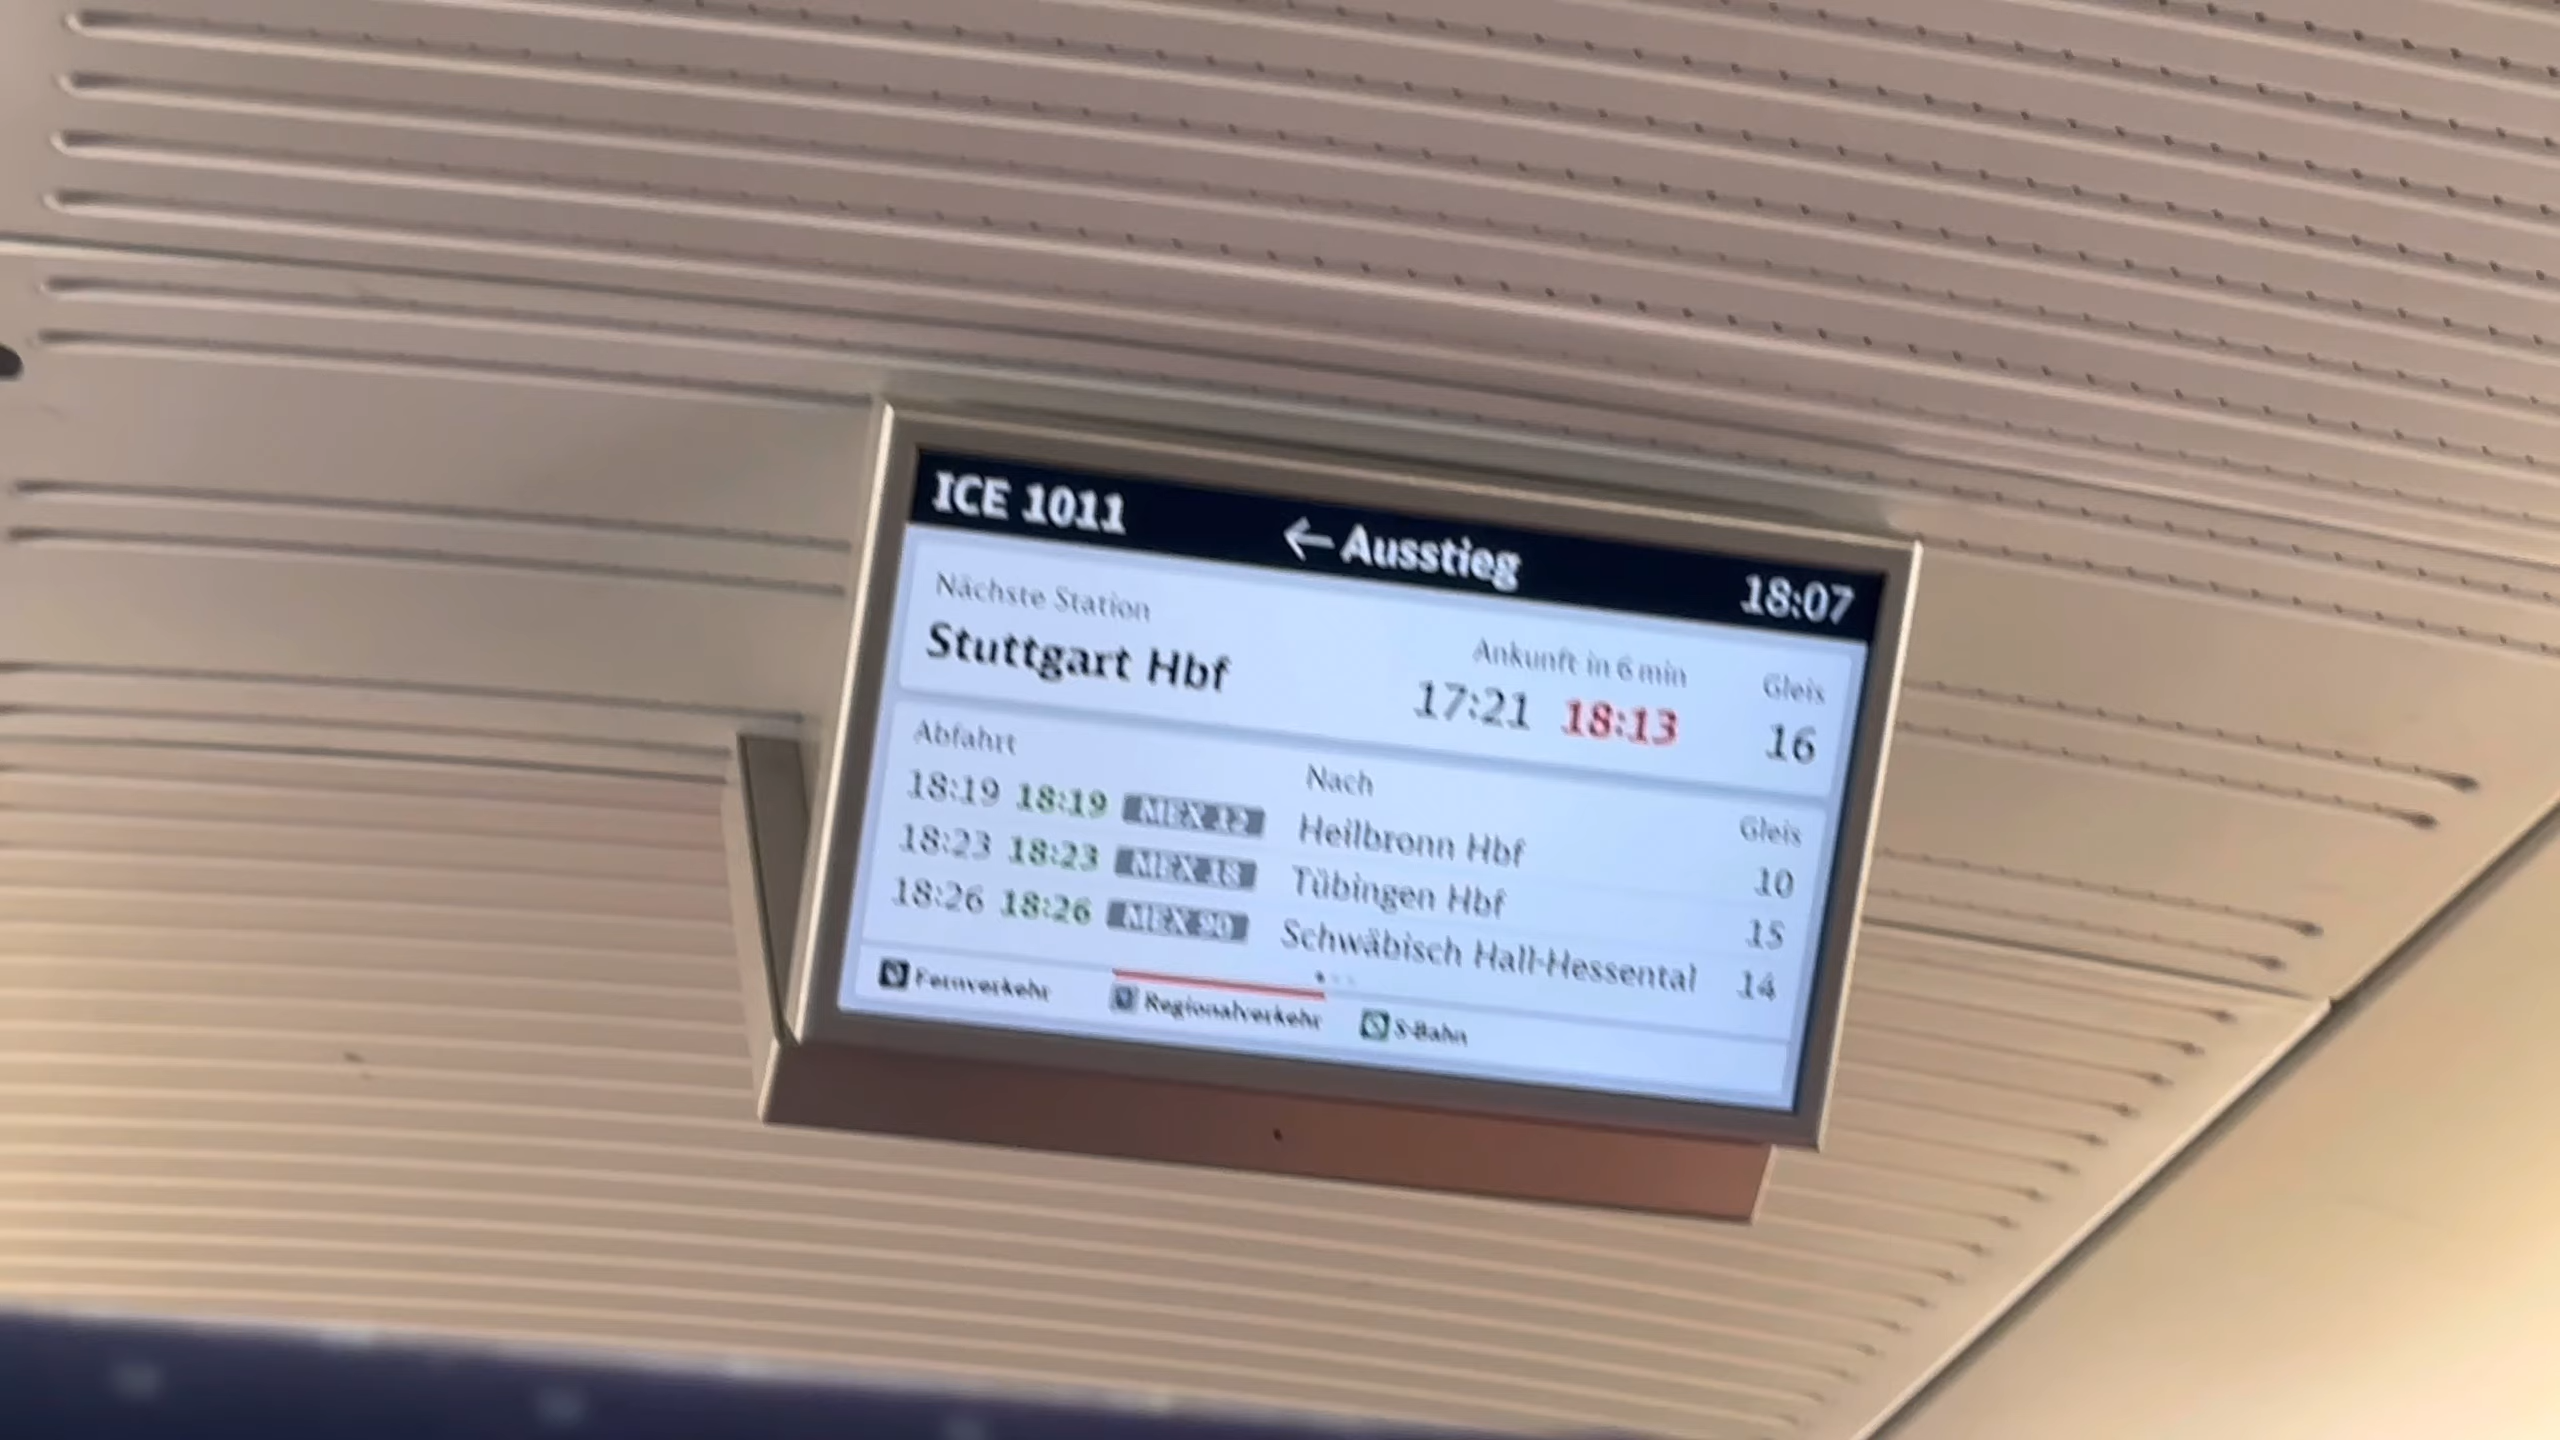 ICE 1011 ← Ausstieg 18:07
Nächste Station Ankunft in 6 min Gleis
Stuttgart Hbf 17:21 18:13 16
Abfahrt Nach Gleis
18:19 18:19 MEX 12 Heilbronn Hbf 10
18:23 18:23 MEX 18 Tübingen Hbf 15
18:26 18:26 MEX 90 Schwäbisch Hall-Hessental 14
Fernverkehr Regionalverkehr S-Bahn